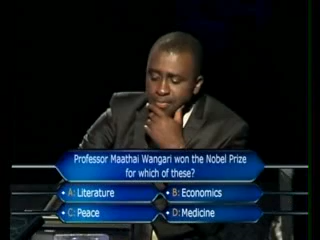 Professor Maathai Wangari won the Nobel Prize
for which of these?
A: Literature
B: Economics
C: Peace
D: Medicine